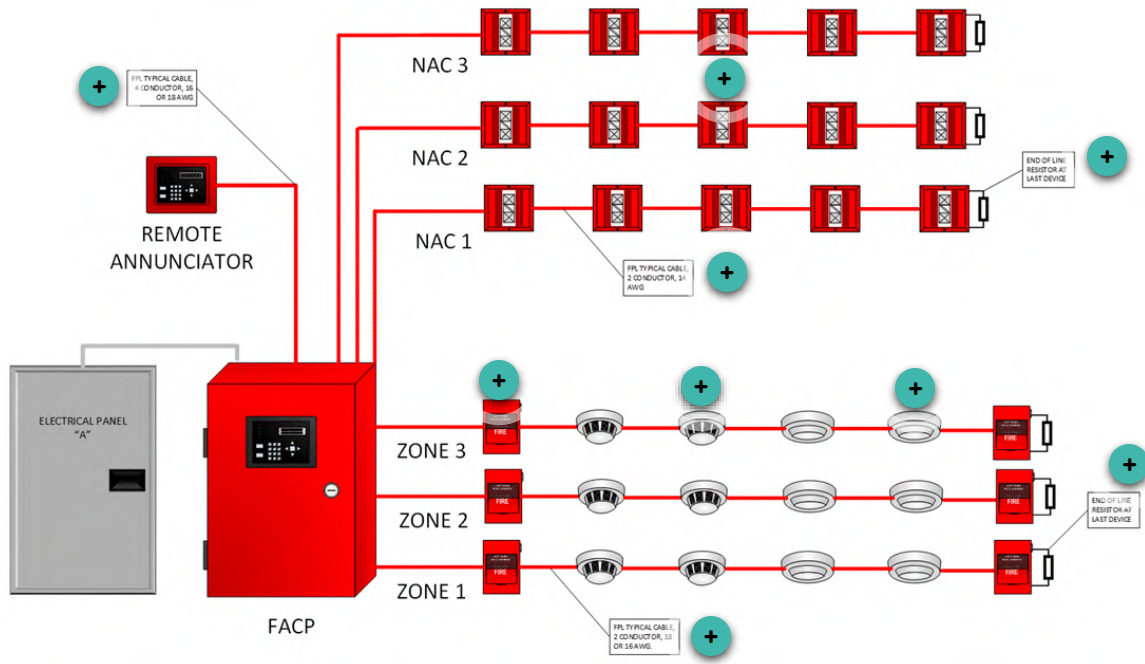 NAC 3
FPL TYPICAL CABLE,
4 CONDUCTOR, 16
OR 18 AWG
NAC 2
END OF LINE
RESISTOR AT
LAST DEVICE
REMOTE
ANNUNCIATOR
NAC 1
FPL TYPICAL CABLE,
2 CONDUCTOR, 14
AWG
ELECTRICAL PANEL
"A"
FIRE
ZONE 3
FIRE
ZONE 2
FIRE
END OF LINE
RESISTOR AT
LAST DEVICE
FIRE
ZONE 1
FIRE
FIRE
FACP
FPL TYPICAL CABLE,
2 CONDUCTOR, 18
OR 16 AWG.